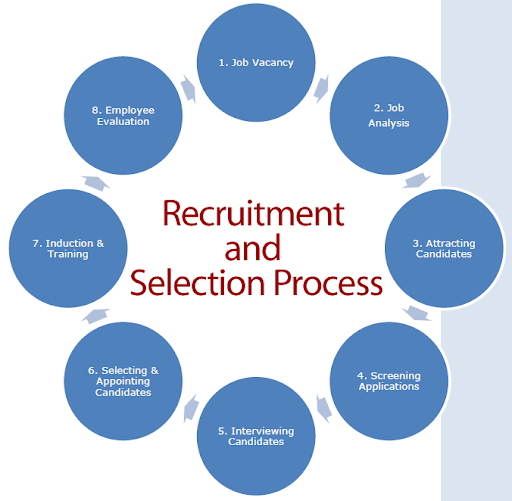 1. Job Vacancy
2. Job
Analysis
3. Attracting
Candidates
4. Screening
Applications
5. Interviewing
Candidates
6. Selecting &
Appointing
Candidates
7. Induction &
Training
8. Employee
Evaluation
Recruitment
and
Selection Process